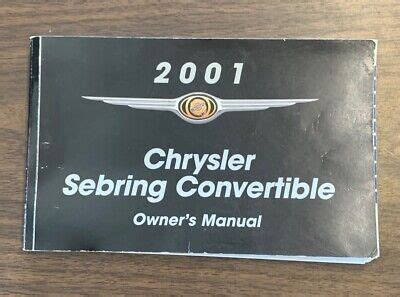 2001
Chrysler
Sebring Convertible
Owner's Manual